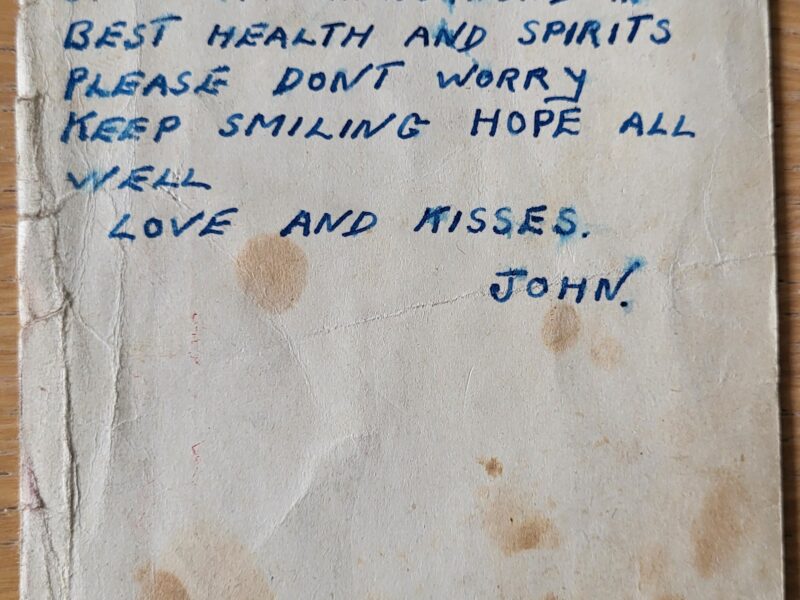 BEST HEALTH AND SPIRITS
PLEASE DONT WORRY
KEEP SMILING HOPE ALL
WELL
LOVE AND KISSES.
JOHN.